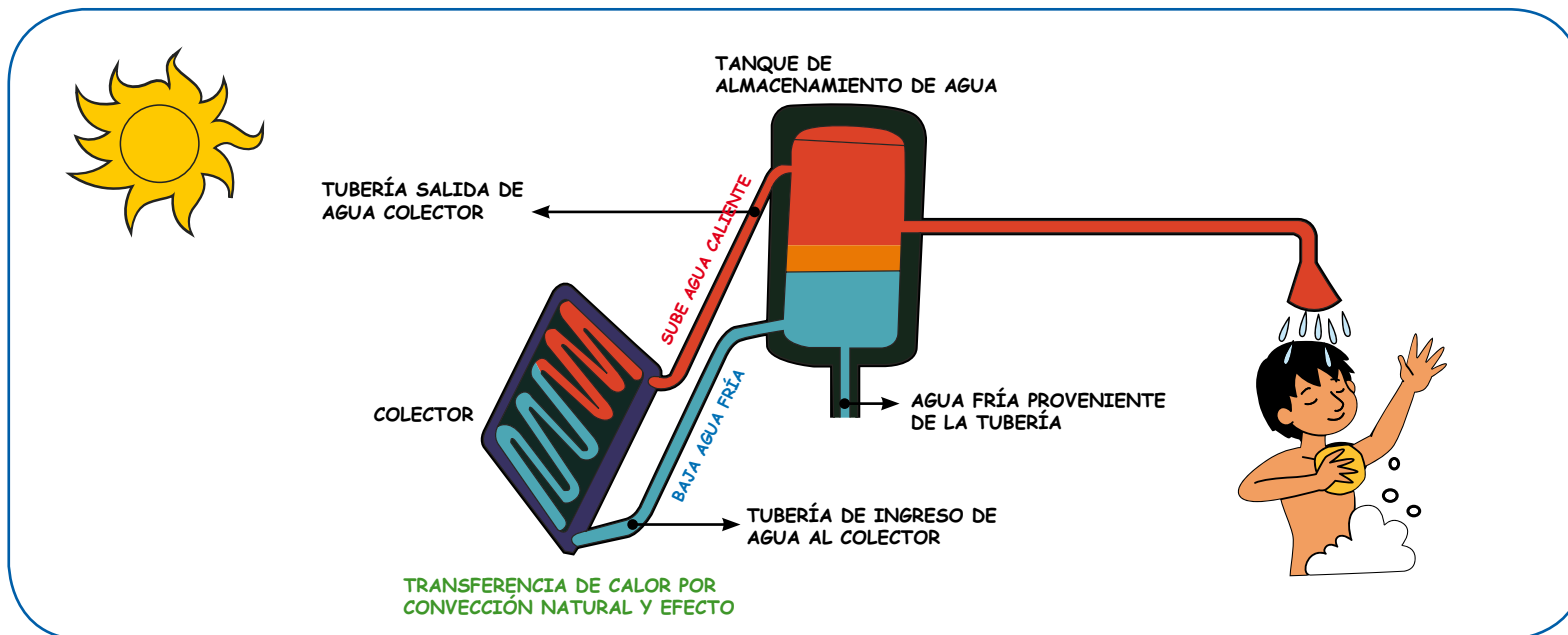 TANQUE DE
ALMACENAMIENTO DE AGUA
TUBERÍA SALIDA DE
AGUA COLECTOR
SUBE AGUA CALIENTE
COLECTOR
BAJA AGUA FRÍA
AGUA FRÍA PROVENIENTE
DE LA TUBERÍA
TUBERÍA DE INGRESO DE
AGUA AL COLECTOR
TRANSFERENCIA DE CALOR POR
CONVECCIÓN NATURAL Y EFECTO